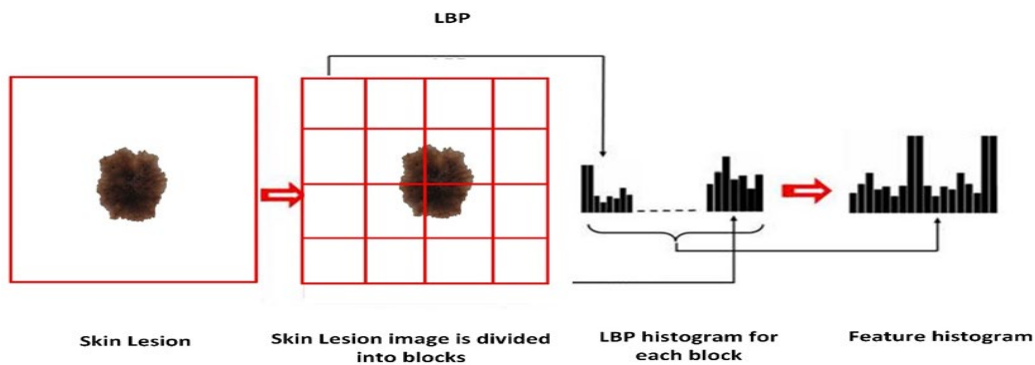 LBP
Skin Lesion
Skin Lesion image is divided
into blocks
LBP histogram for
each block
Feature histogram